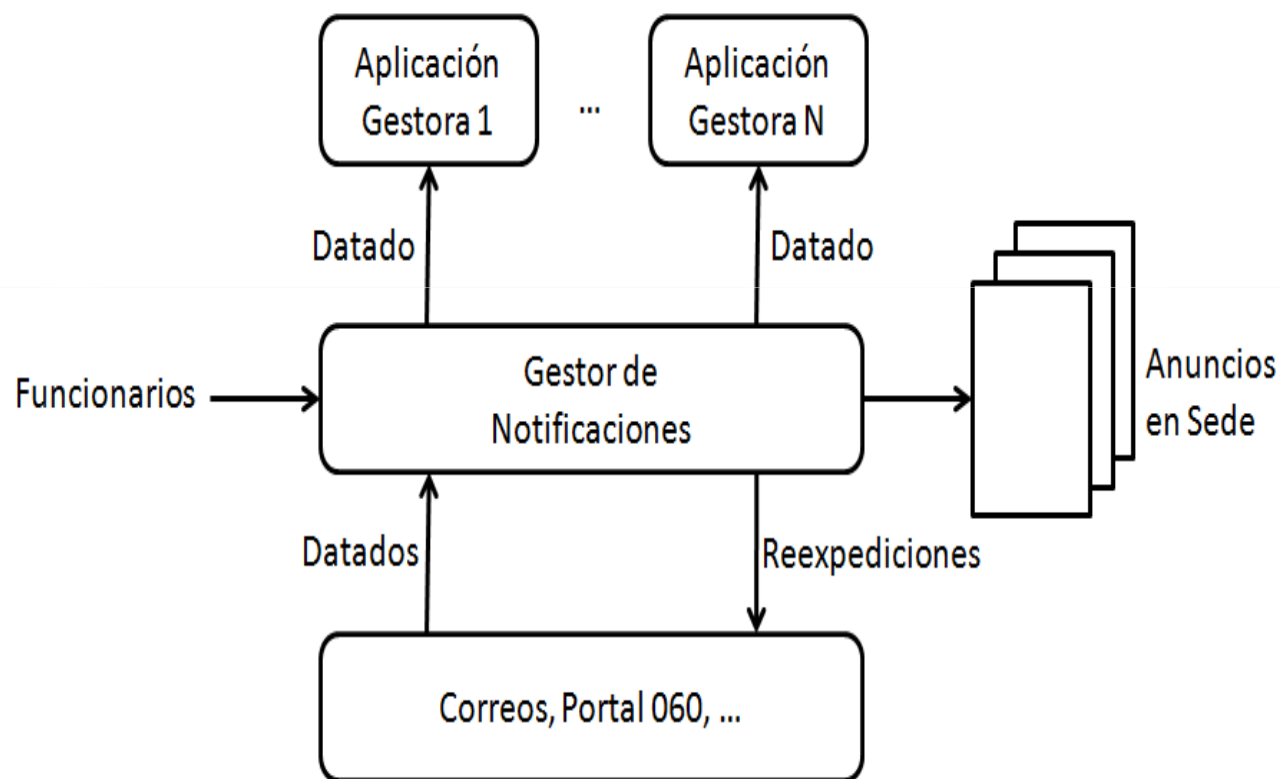 Aplicación
Gestora 1
...
Aplicación
Gestora N
Datado
Datado
Funcionarios
Gestor de
Notificaciones
Anuncios
en Sede
Datados
Reexpediciones
Correos, Portal 060, ...